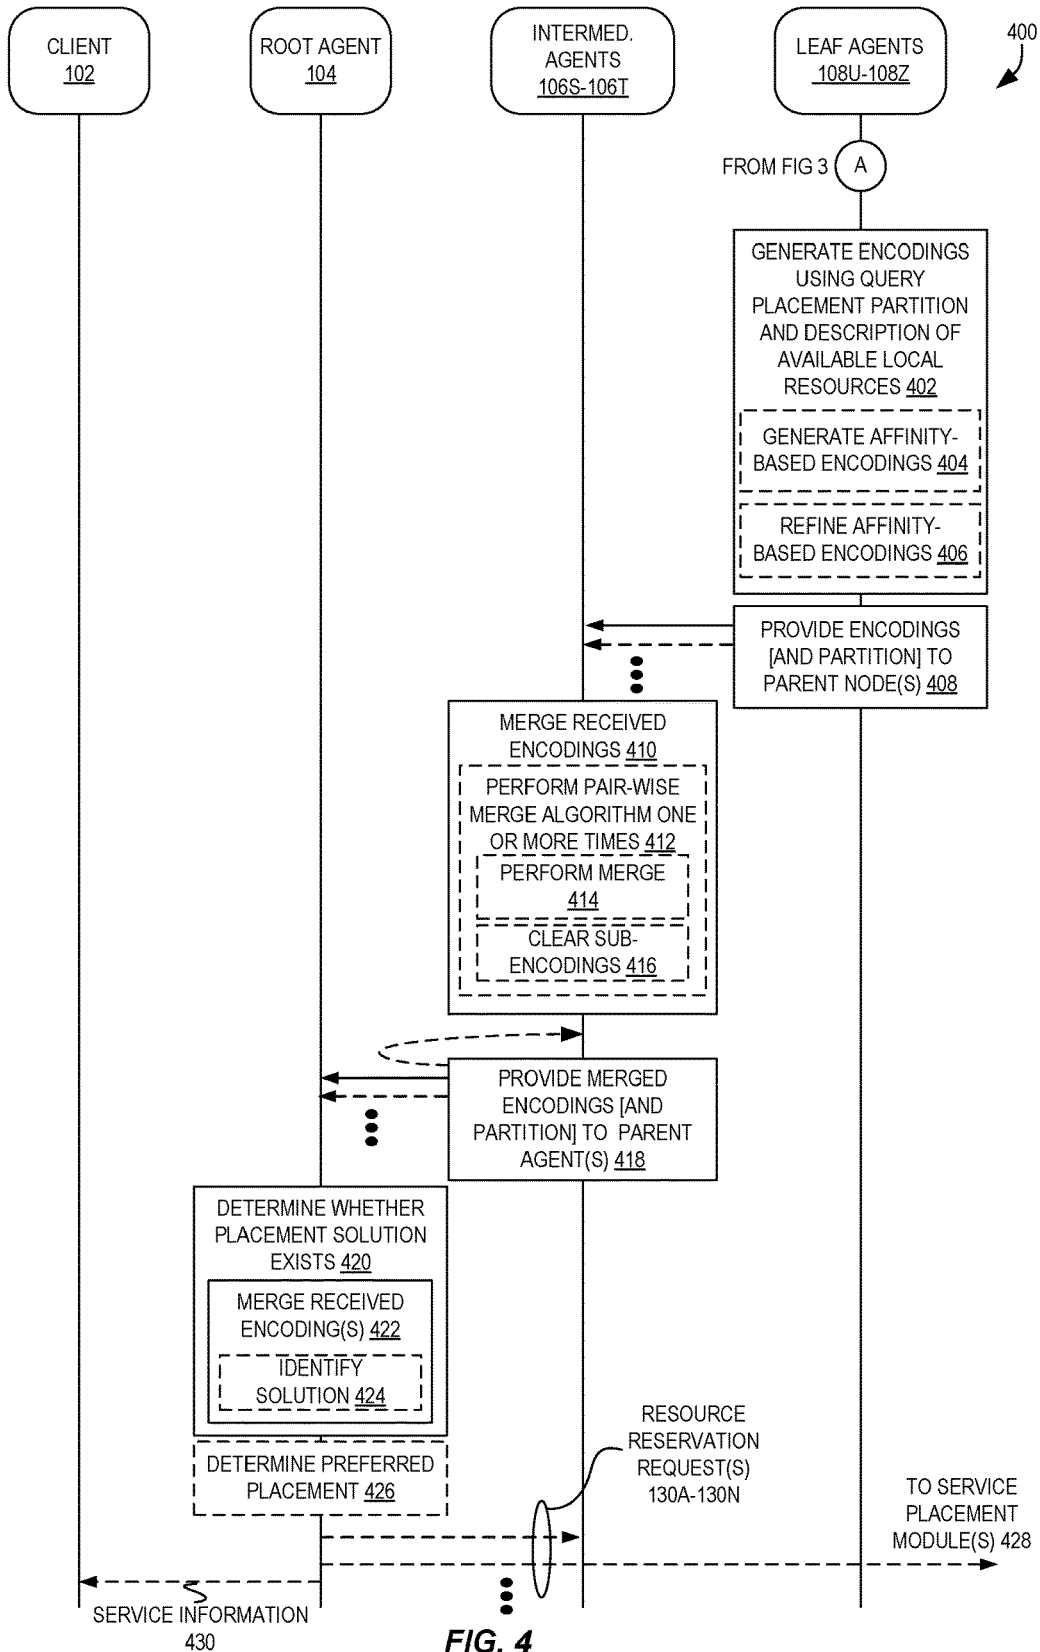 CLIENT
102
ROOT AGENT
104
INTERMED.
AGENTS
106S-106T
LEAF AGENTS
108U-108Z
400
FROM FIG 3
A
GENERATE ENCODINGS
USING QUERY
PLACEMENT PARTITION
AND DESCRIPTION OF
AVAILABLE LOCAL
RESOURCES 402
GENERATE AFFINITY-
BASED ENCODINGS 404
REFINE AFFINITY-
BASED ENCODINGS 406
PROVIDE ENCODINGS
[AND PARTITION] TO
PARENT NODE(S) 408
MERGE RECEIVED
ENCODINGS 410
PERFORM PAIR-WISE
MERGE ALGORITHM ONE
OR MORE TIMES 412
PERFORM MERGE
414
CLEAR SUB-
ENCODINGS 416
PROVIDE MERGED
ENCODINGS [AND
PARTITION] TO PARENT
AGENT(S) 418
DETERMINE WHETHER
PLACEMENT SOLUTION
EXISTS 420
MERGE RECEIVED
ENCODING(S) 422
IDENTIFY
SOLUTION 424
DETERMINE PREFERRED
PLACEMENT 426
RESOURCE
RESERVATION
REQUEST(S)
130A-130N
TO SERVICE
PLACEMENT
MODULE(S) 428
SERVICE INFORMATION
430
FIG. 4